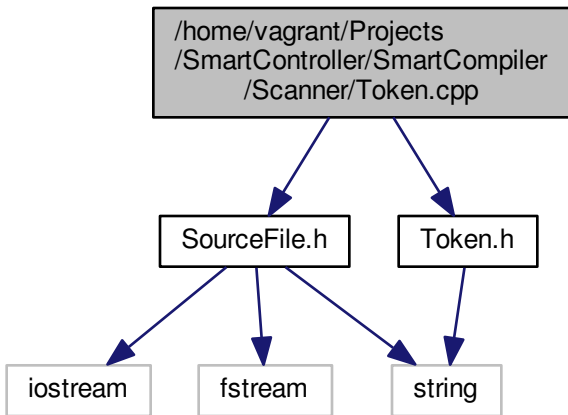 /home/vagrant/Projects
/SmartController/SmartCompiler
/Scanner/Token.cpp
SourceFile.h
Token.h
iostream
fstream
string